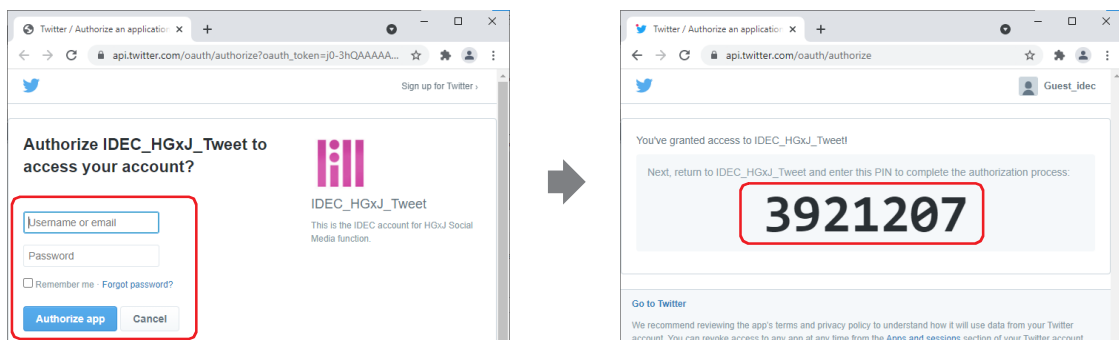 Twitter / Authorize an application
api.twitter.com/oauth/authorize?oauth_token=j0-3hQAAAAA...
Sign up for Twitter ›
Authorize IDEC_HGxJ_Tweet to
access your account?
Username or email
Password
Remember me · Forgot password?
Authorize app
Cancel
IDEC_HGxJ_Tweet
This is the IDEC account for HGxJ Social
Media function.
Twitter / Authorize an application
api.twitter.com/oauth/authorize
Guest_idec
You've granted access to IDEC_HGxJ_Tweet!
Next, return to IDEC_HGxJ_Tweet and enter this PIN to complete the authorization process:
3921207
Go to Twitter
We recommend reviewing the app's terms and privacy policy to understand how it will use data from your Twitter
account. You can revoke access to any app at any time from the Apps and sessions section of your Twitter account